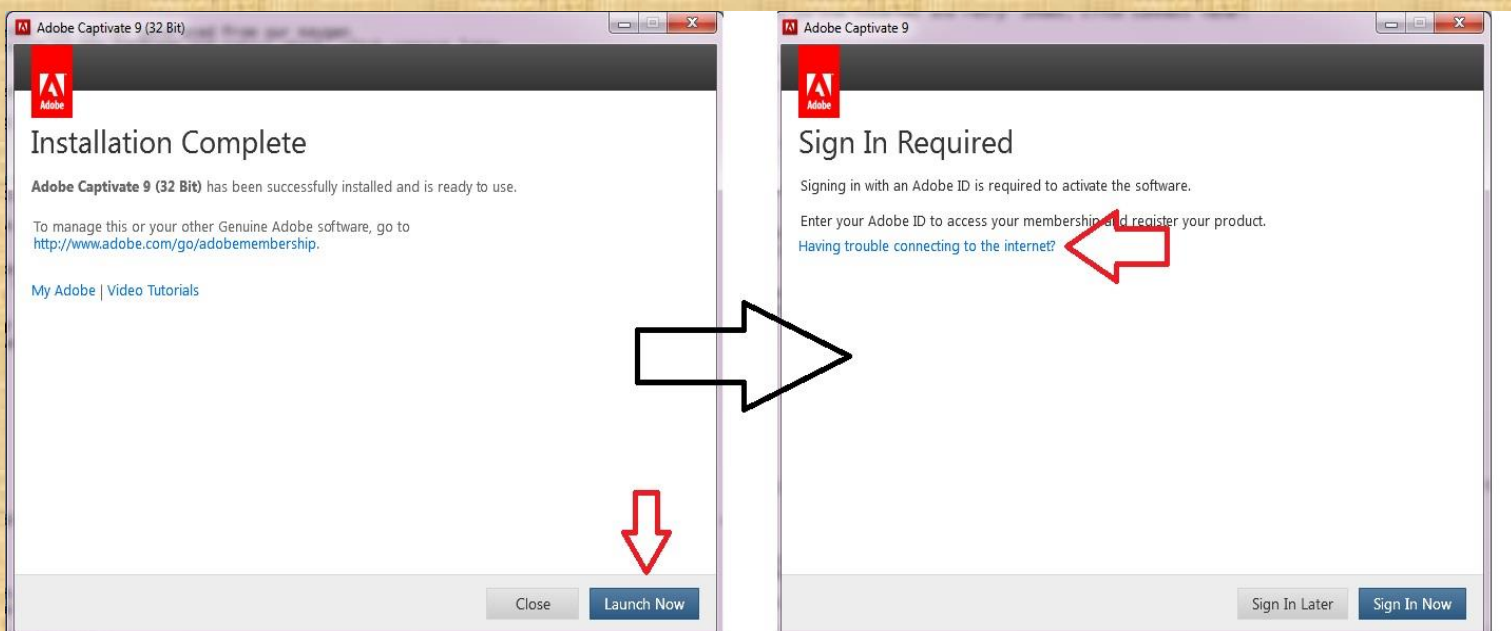 Adobe Captivate 9 (32 Bit)
Adobe
Installation Complete
Adobe Captivate 9 (32 Bit) has been successfully installed and is ready to use.
To manage this or your other Genuine Adobe software, go to
http://www.adobe.com/go/adobemembership.
My Adobe | Video Tutorials
Close
Launch Now
Adobe Captivate 9
Adobe
Sign In Required
Signing in with an Adobe ID is required to activate the software.
Enter your Adobe ID to access your membership and register your product.
Having trouble connecting to the internet?
Sign In Later
Sign In Now